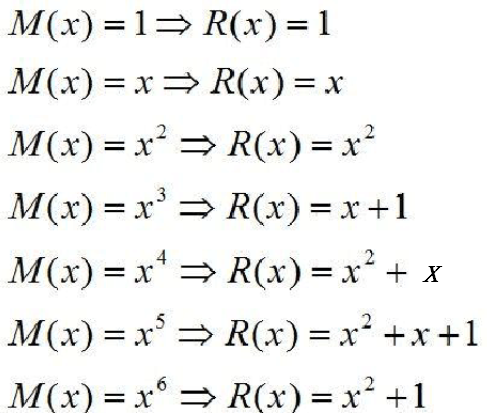 M(x) = 1 ⇒ R(x) = 1
M(x) = x ⇒ R(x) = x
M(x) = x² ⇒ R(x) = x²
M(x) = x³ ⇒ R(x) = x + 1
M(x) = x⁴ ⇒ R(x) = x² + x
M(x) = x⁵ ⇒ R(x) = x² + x + 1
M(x) = x⁶ ⇒ R(x) = x² + 1